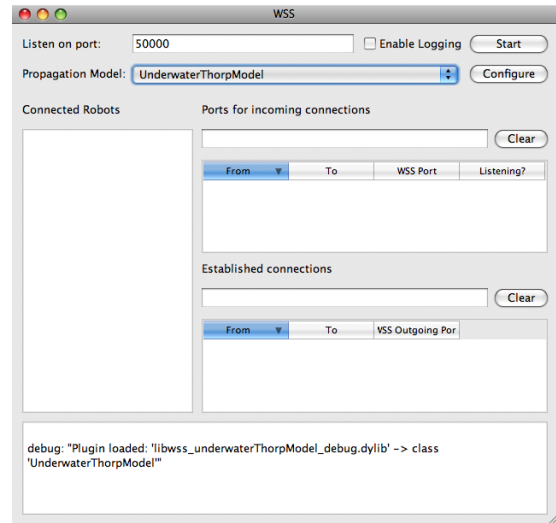 WSS
Listen on port: 50000 Enable Logging Start
Propagation Model: UnderwaterThorpModel Configure
Connected Robots Ports for incoming connections
Clear
From To WSS Port Listening?
Established connections
Clear
From To VSS Outgoing Por
debug: "Plugin loaded: 'libwss_underwaterThorpModel_debug.dylib' -> class
'UnderwaterThorpModel'"